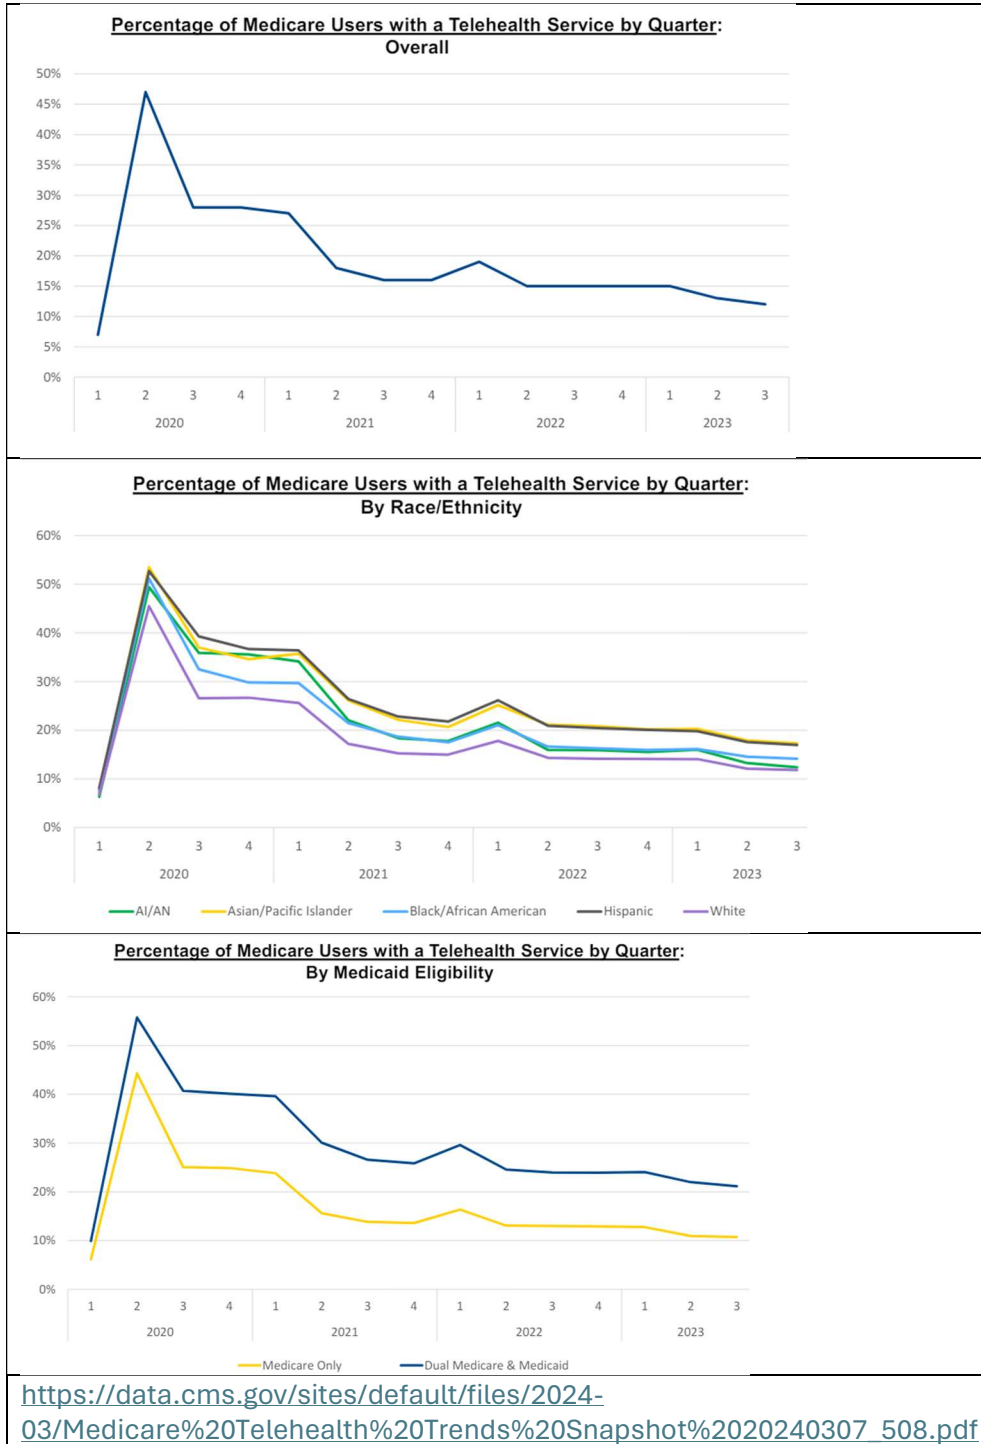 Percentage of Medicare Users with a Telehealth Service by Quarter:
Overall
50%
45%
40%
35%
30%
25%
20%
15%
10%
5%
0%
1 2 3 4 1 2 3 4 1 2 3 4 1 2 3
2020 2021 2022 2023
Percentage of Medicare Users with a Telehealth Service by Quarter:
By Race/Ethnicity
60%
50%
40%
30%
20%
10%
0%
1 2 3 4 1 2 3 4 1 2 3 4 1 2 3
2020 2021 2022 2023
AI/AN Asian/Pacific Islander Black/African American Hispanic White
Percentage of Medicare Users with a Telehealth Service by Quarter:
By Medicaid Eligibility
60%
50%
40%
30%
20%
10%
0%
1 2 3 4 1 2 3 4 1 2 3 4 1 2 3
2020 2021 2022 2023
Medicare Only Dual Medicare & Medicaid
https://data.cms.gov/sites/default/files/2024-
03/Medicare%20Telehealth%20Trends%20Snapshot%2020240307_508.pdf